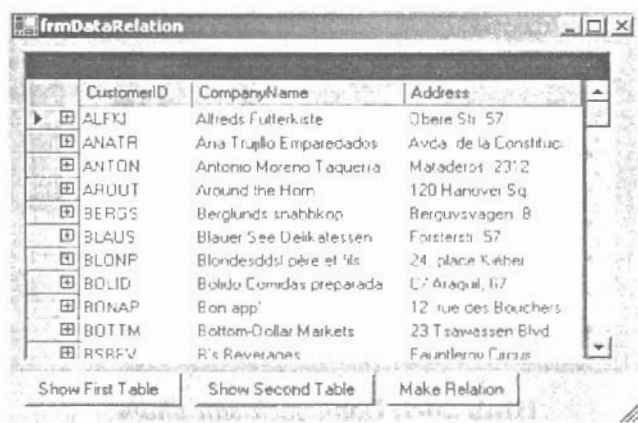 frmDataRelation
CustomerID CompanyName Address
ALFKI Alfreds Futterkiste Obere Str. 57
ANATR Ana Trujillo Emparedados Avda. de la Constituci
ANTON Antonio Moreno Taqueria Mataderos 2312
AROUT Around the Horn 120 Hanover Sq.
BERGS Berglunds snabbkop Berguvsvagen 8
BLAUS Blauer See Delikatessen Forsterstr. 57
BLONP Blondesddsl père et fils 24, place Kléber
BOLID Bólido Comidas preparada C/ Araquil, 67
BONAP Bon app' 12, rue des Bouchers
BOTTM Bottom-Dollar Markets 23 Tsawassen Blvd.
BSBEV B's Beverages Fauntleroy Circus
Show First Table Show Second Table Make Relation